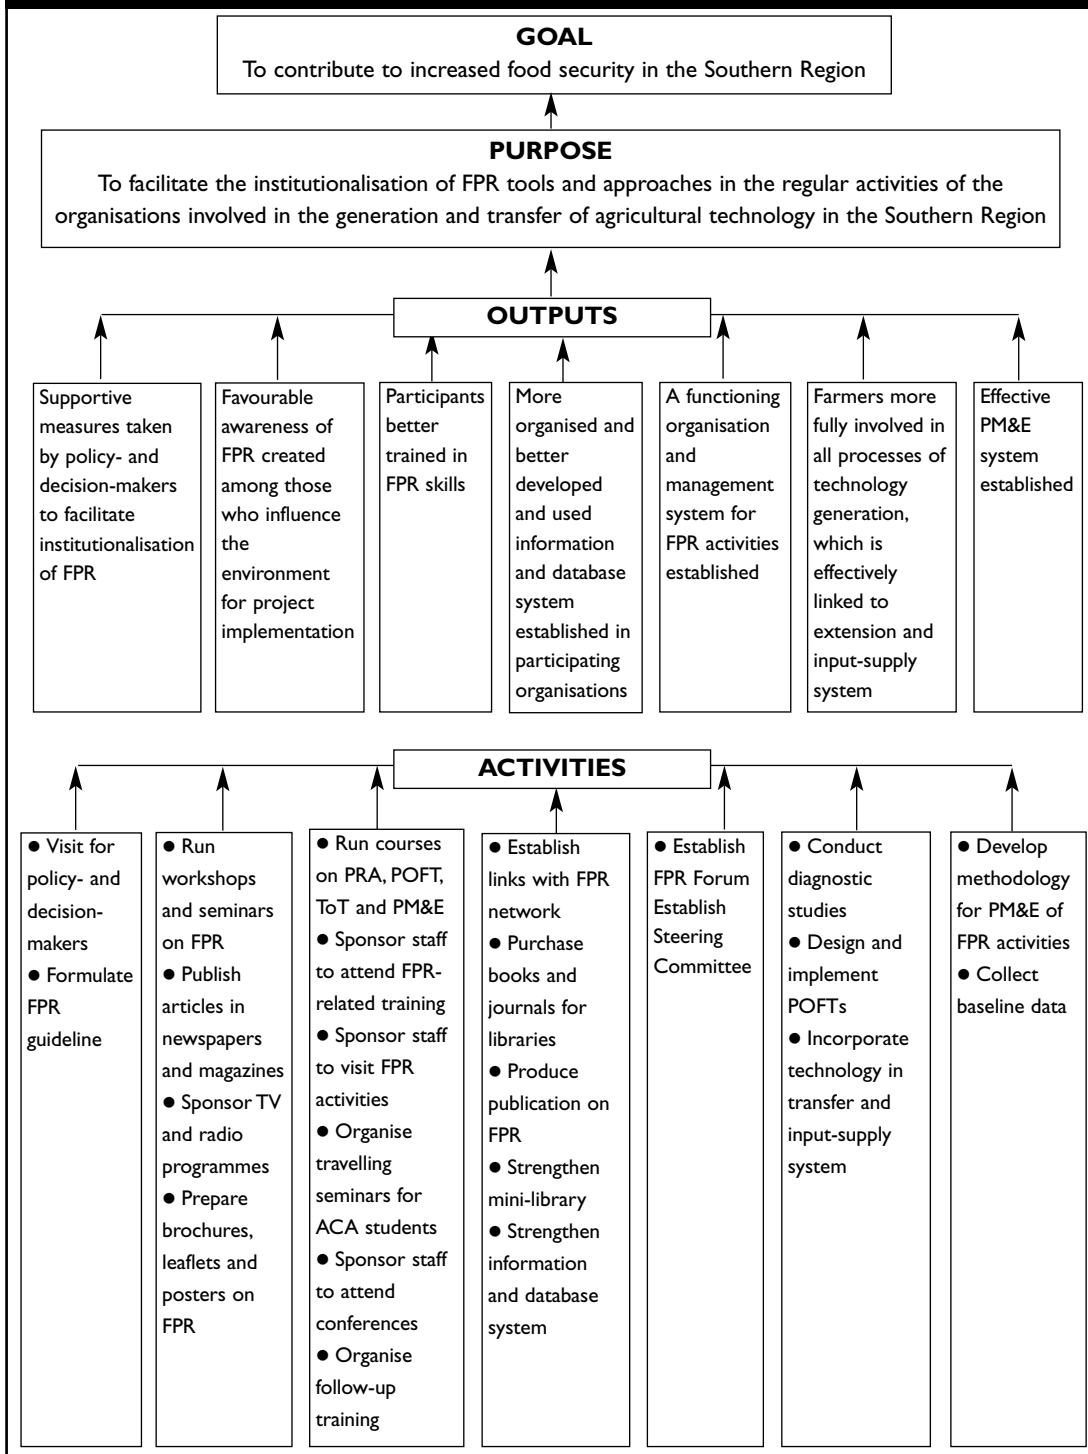 GOAL
To contribute to increased food security in the Southern Region
PURPOSE
To facilitate the institutionalisation of FPR tools and approaches in the regular activities of the
organisations involved in the generation and transfer of agricultural technology in the Southern Region
OUTPUTS
Supportive
measures taken
by policy- and
decision-makers
to facilitate
institutionalisation
of FPR
Favourable
awareness of
FPR created
among those
who influence
the
environment
for project
implementation
Participants
better
trained in
FPR skills
More
organised and
better
developed
and used
information
and database
system
established in
participating
organisations
A functioning
organisation
and
management
system for
FPR activities
established
Farmers more
fully involved in
all processes of
technology
generation,
which is
effectively
linked to
extension and
input-supply
system
Effective
PM&E
system
established
ACTIVITIES
● Visit for
policy- and
decision-
makers
● Formulate
FPR
guideline
● Run
workshops
and seminars
on FPR
● Publish
articles in
newspapers
and magazines
● Sponsor TV
and radio
programmes
● Prepare
brochures,
leaflets and
posters on
FPR
● Run courses
on PRA, POFT,
ToT and PM&E
● Sponsor staff
to attend FPR-
related training
● Sponsor staff
to visit FPR
activities
● Organise
travelling
seminars for
ACA students
● Sponsor staff
to attend
conferences
● Organise
follow-up
training
● Establish
links with FPR
network
● Purchase
books and
journals for
libraries
● Produce
publication on
FPR
● Strengthen
mini-library
● Strengthen
information
and database
system
● Establish
FPR Forum
Establish
Steering
Committee
● Conduct
diagnostic
studies
● Design and
implement
POFTs
● Incorporate
technology in
transfer and
input-supply
system
● Develop
methodology
for PM&E of
FPR activities
● Collect
baseline data